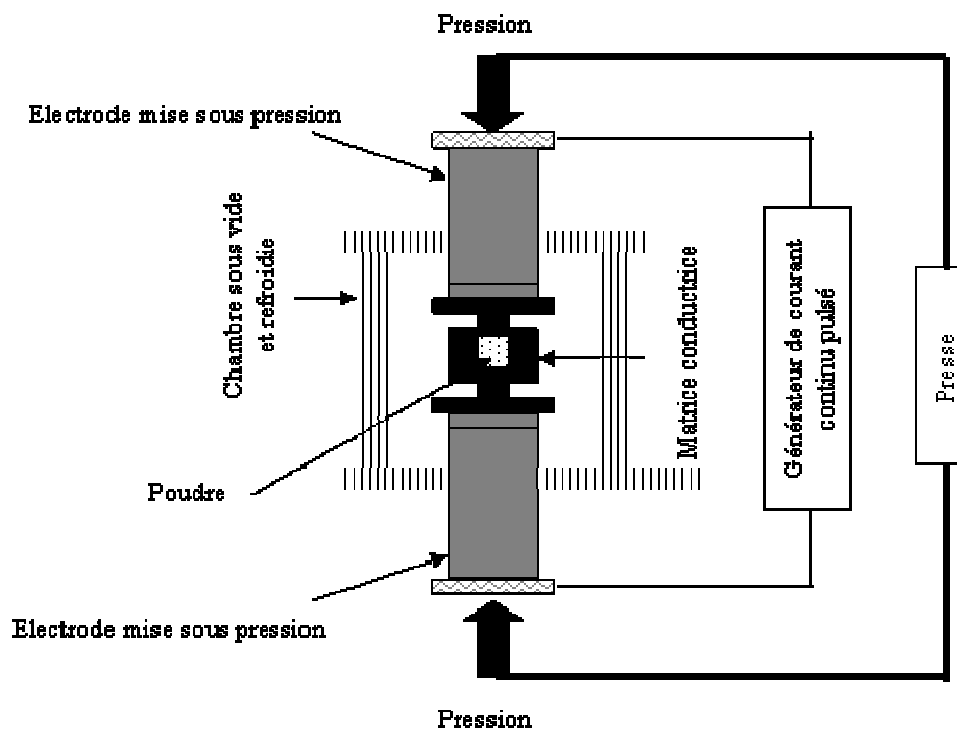 Pression
Electrode mise sous pression
Chambre sous vide
et refroidie
Matrice conductrice
Générateur de courant
continu pulsé
Presse
Poudre
Electrode mise sous pression
Pression